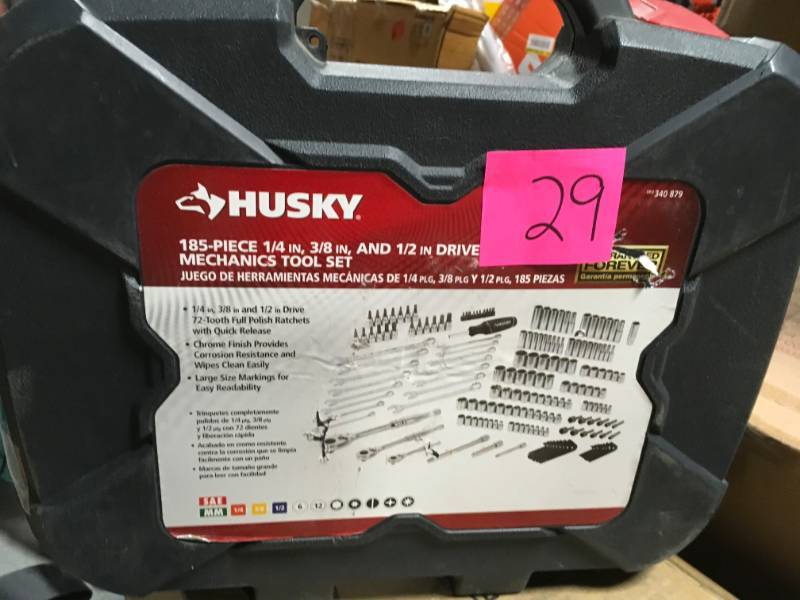 HUSKY
29
340 879
185-PIECE 1/4 IN, 3/8 IN, AND 1/2 IN DRIVE
MECHANICS TOOL SET
JUEGO DE HERRAMIENTAS MECÁNICAS DE 1/4 PLG, 3/8 PLG Y 1/2 PLG, 185 PIEZAS
FOREVER
Garantía
• 1/4 in, 3/8 in and 1/2 in Drive
72-Tooth Full Polish Ratchets
with Quick Release
• Chrome Finish Provides
Corrosion Resistance and
Wipes Clean Easily
• Large Size Markings for
Easy Readability
• Trinquetes completamente
pulidos de 1/4 plg, 3/8 plg
y 1/2 plg con 72 dientes
y liberación rápida
• Acabado en cromo resistente
contra la corrosión que se limpia
fácilmente con un paño
• Marcas de tamaño grande
para leer con facilidad
SAE
MM
1/4 3/8 1/2 6 12